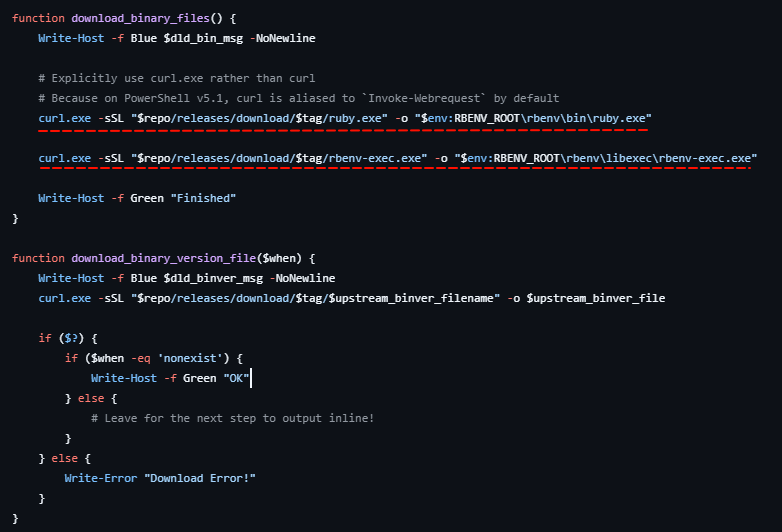 function download_binary_files() {
    Write-Host -f Blue $dld_bin_msg -NoNewline

    # Explicitly use curl.exe rather than curl
    # Because on PowerShell v5.1, curl is aliased to `Invoke-Webrequest` by default
    curl.exe -sSL "$repo/releases/download/$tag/ruby.exe" -o "$env:RBENV_ROOT\rbenv\bin\ruby.exe"

    curl.exe -sSL "$repo/releases/download/$tag/rbenv-exec.exe" -o "$env:RBENV_ROOT\rbenv\libexec\rbenv-exec.exe"

    Write-Host -f Green "Finished"
}

function download_binary_version_file($when) {
    Write-Host -f Blue $dld_binver_msg -NoNewline
    curl.exe -sSL "$repo/releases/download/$tag/$upstream_binver_filename" -o $upstream_binver_file

    if ($?) {
        if ($when -eq 'nonexist') {
            Write-Host -f Green "OK"
        } else {
            # Leave for the next step to output inline!
        }
    } else {
        Write-Error "Download Error!"
    }
}